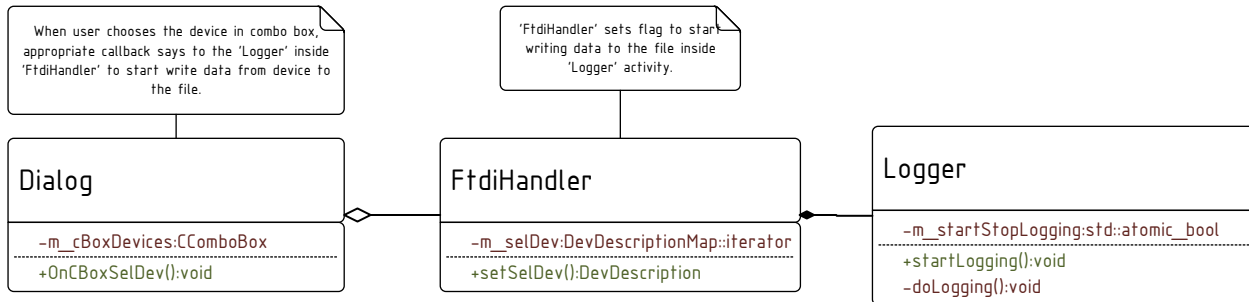 When user chooses the device in combo box,
appropriate callback says to the 'Logger' inside
'FtdiHandler' to start write data from device to
the file.
'FtdiHandler' sets flag to start
writing data to the file inside
'Logger' activity.
Dialog
-m_cBoxDevices:CComboBox
+OnCBoxSelDev():void
FtdiHandler
-m_selDev:DevDescriptionMap::iterator
+setSelDev():DevDescription
Logger
-m_startStopLogging:std::atomic_bool
+startLogging():void
-doLogging():void